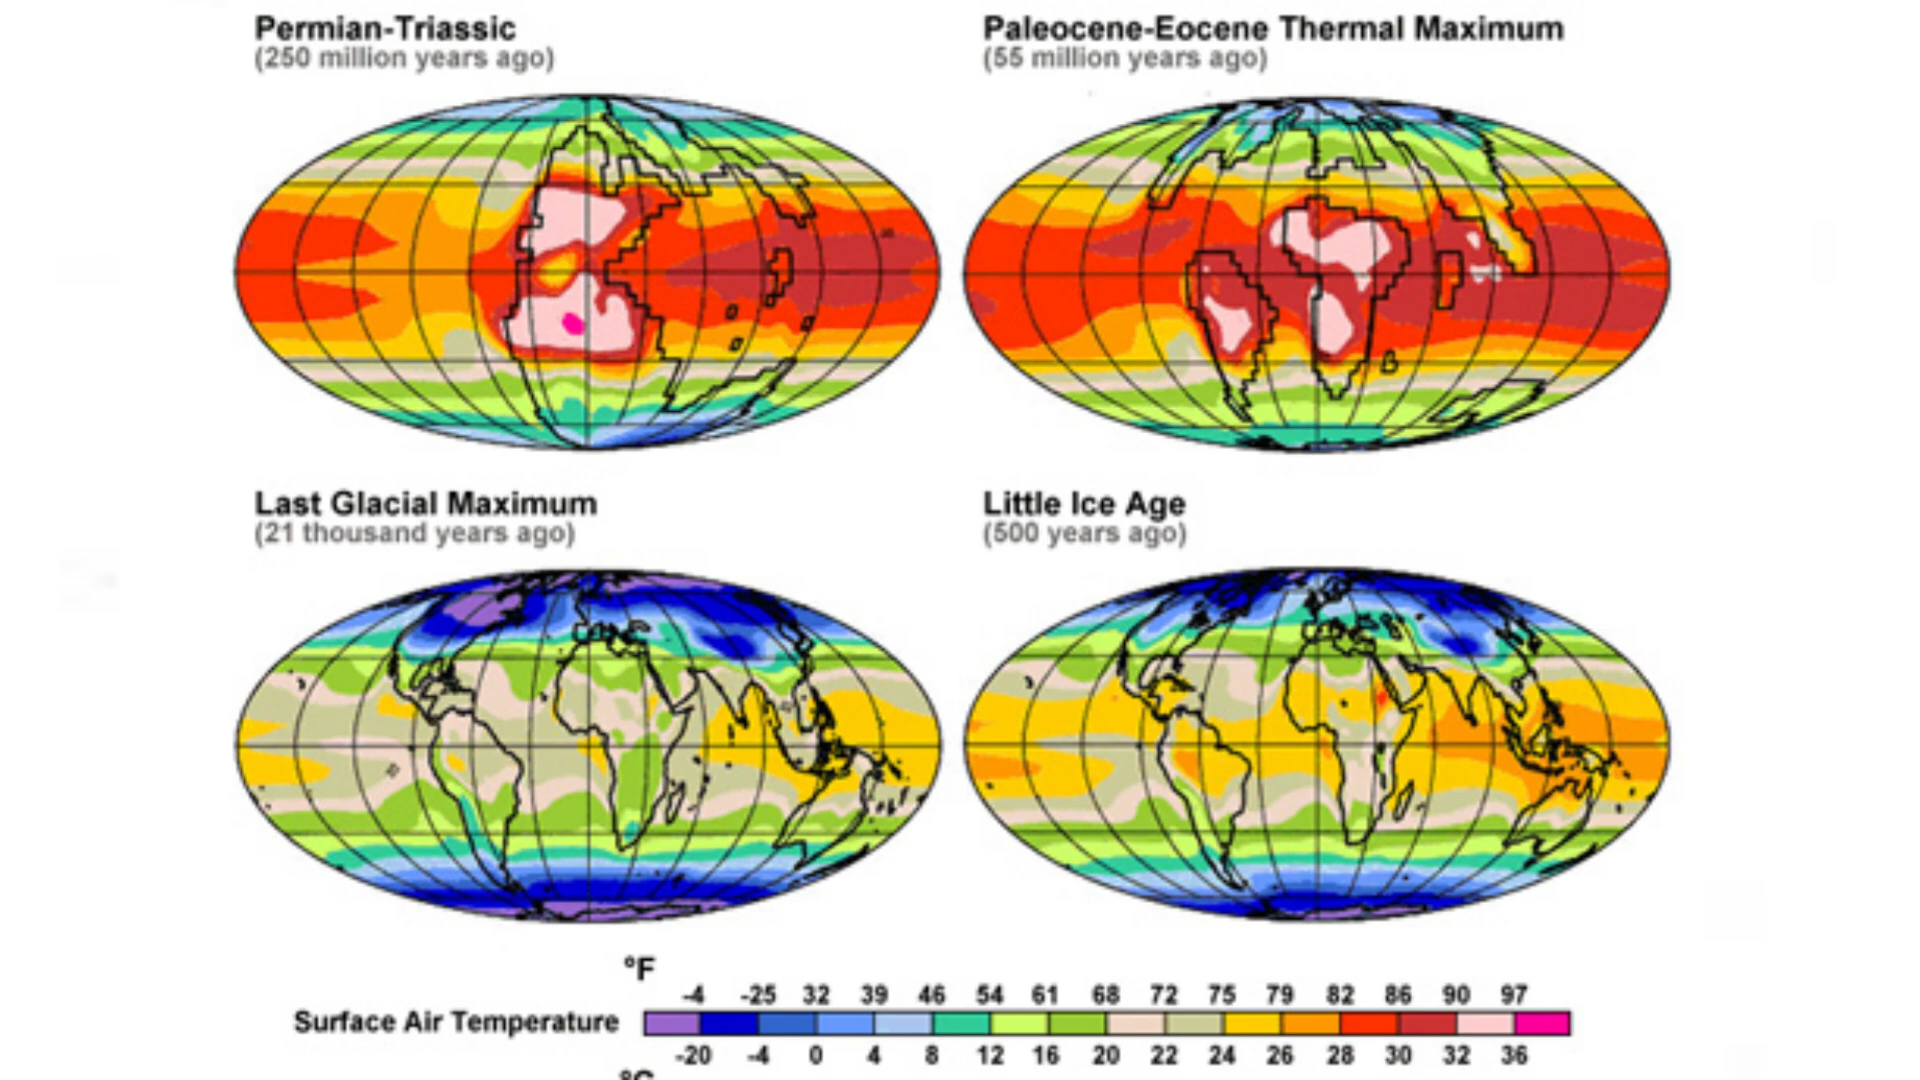 Permian-Triassic
(250 million years ago)
Paleocene-Eocene Thermal Maximum
(55 million years ago)
Last Glacial Maximum
(21 thousand years ago)
Little Ice Age
(500 years ago)
°F
-4 -25 32 39 46 54 61 68 72 75 79 82 86 90 97
Surface Air Temperature
-20 -4 0 4 8 12 16 20 22 24 26 28 30 32 36
°C